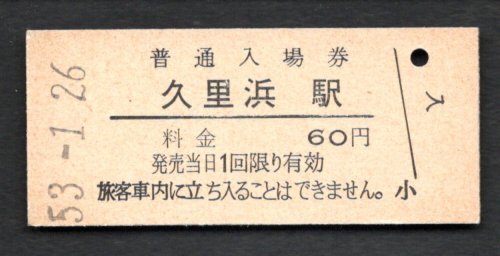 普通入場券
久里浜駅
料金 60円
発売当日1回限り有効
旅客車内に立ち入ることはできません。小
入
53-1.26